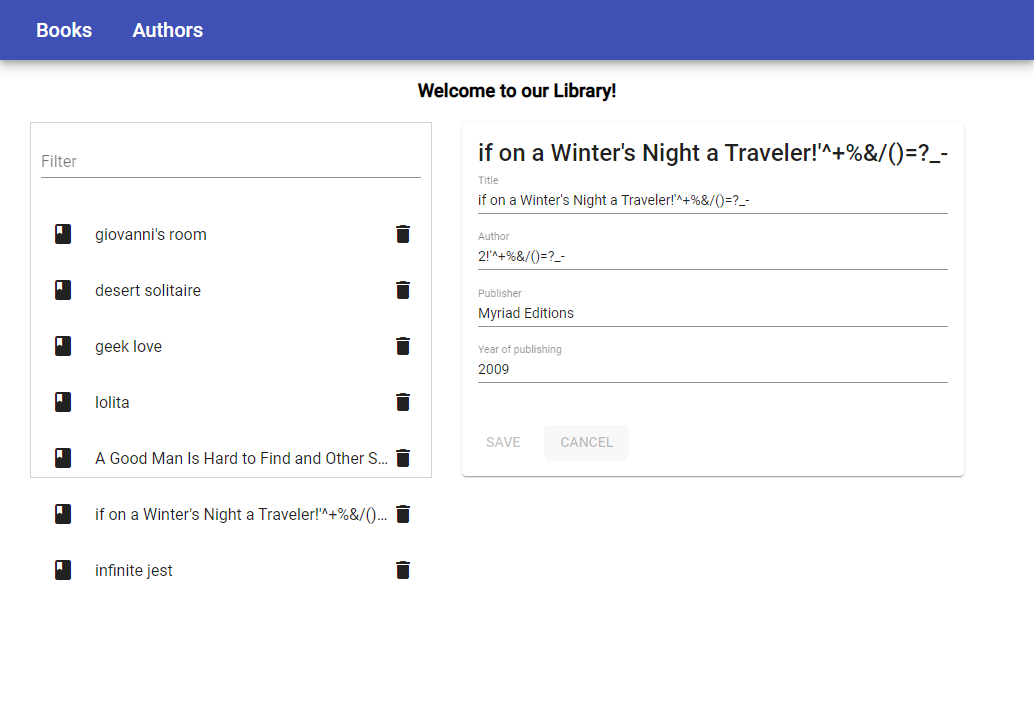 Books Authors
Welcome to our Library!
Filter
giovanni's room
desert solitaire
geek love
lolita
A Good Man Is Hard to Find and Other S...
if on a Winter's Night a Traveler!'^+%&/()...
infinite jest
if on a Winter's Night a Traveler!'^+%&/()=?_-
Title
if on a Winter's Night a Traveler!'^+%&/()=?_-
Author
2!'^+%&/()=?_-
Publisher
Myriad Editions
Year of publishing
2009
SAVE CANCEL